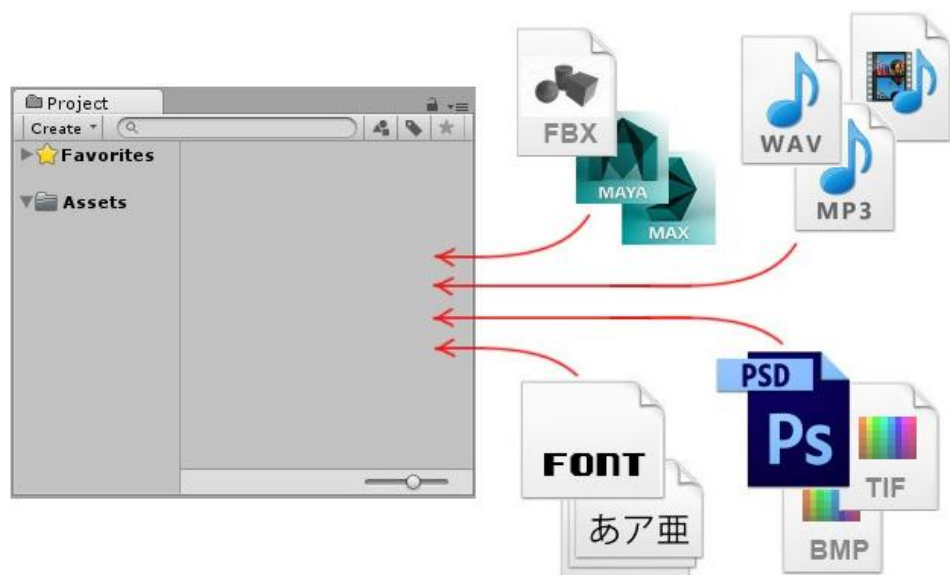 Project
Create
Favorites
Assets
FBX
MAYA
MAX
WAV
MP3
FONT
あア亜
PSD
Ps
TIF
BMP